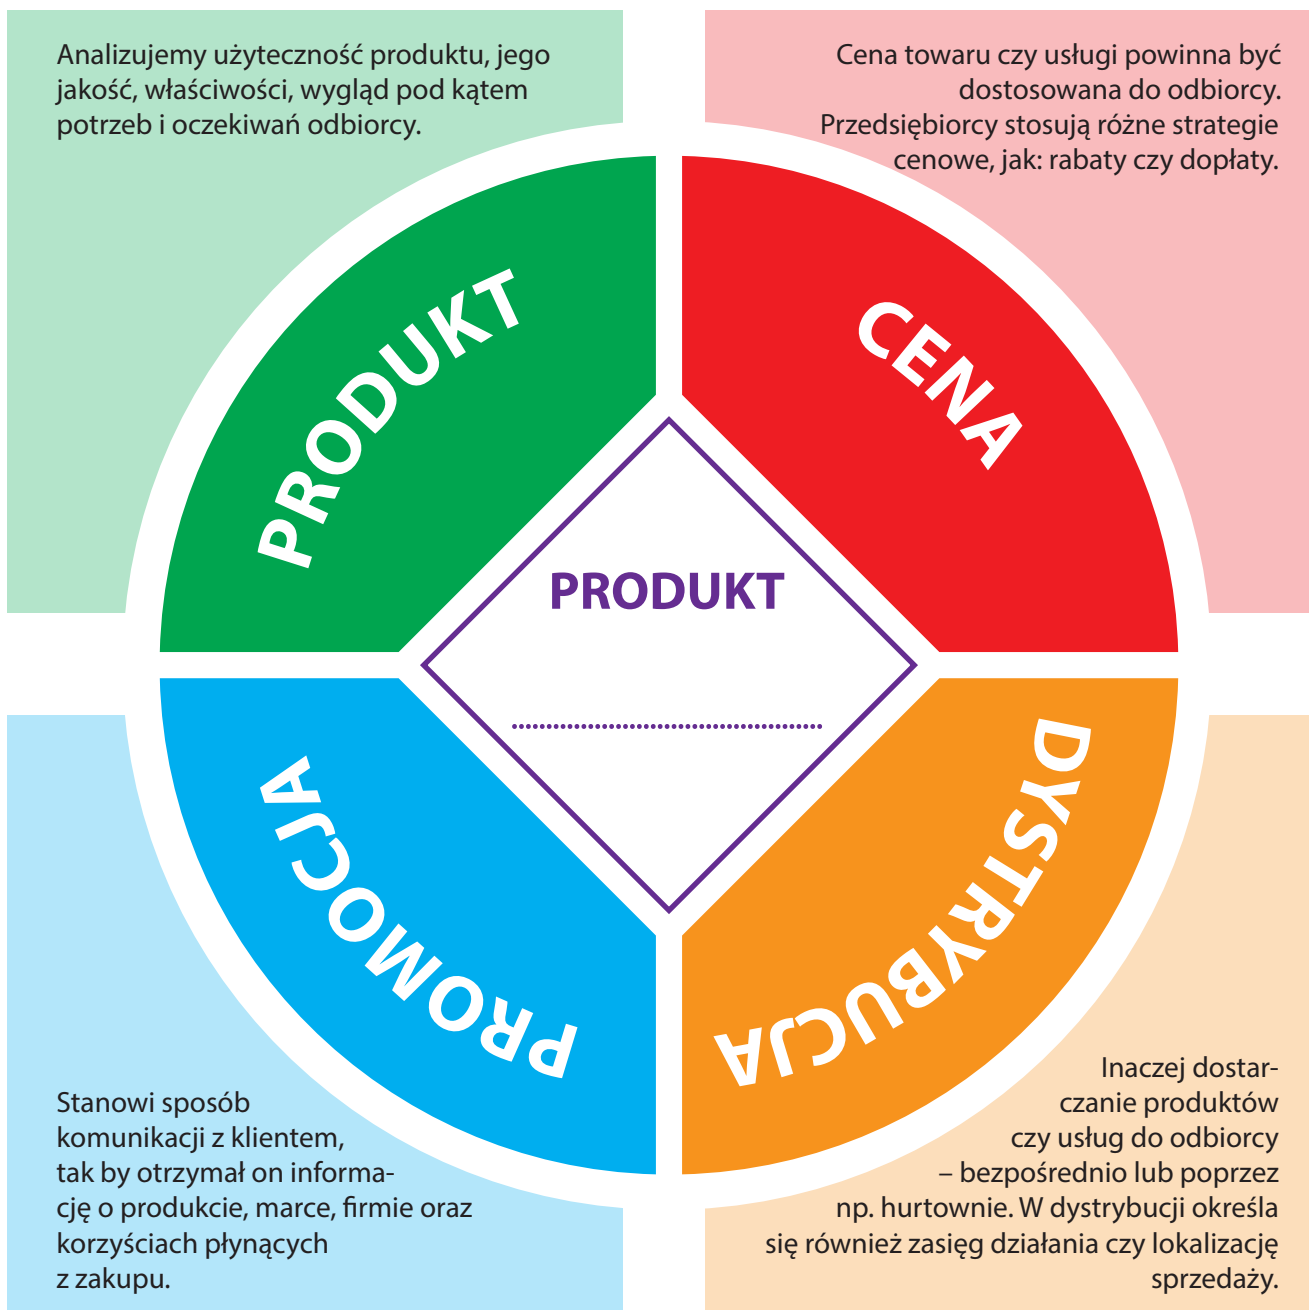 Analizujemy użyteczność produktu, jego
jakość, właściwości, wygląd pod kątem
potrzeb i oczekiwań odbiorcy.
Cena towaru czy usługi powinna być
dostosowana do odbiorcy.
Przedsiębiorcy stosują różne strategie
cenowe, jak: rabaty czy dopłaty.
PRODUKT
CENA
PRODUKT
PROMOCJA
DYSTRYBUCJA
Stanowi sposób
komunikacji z klientem,
tak by otrzymał on informa-
cję o produkcie, marce, firmie oraz
korzyściach płynących
z zakupu.
Inaczej dostar-
czanie produktów
czy usług do odbiorcy
– bezpośrednio lub poprzez
np. hurtownie. W dystrybucji określa
się również zasięg działania czy lokalizację
sprzedaży.